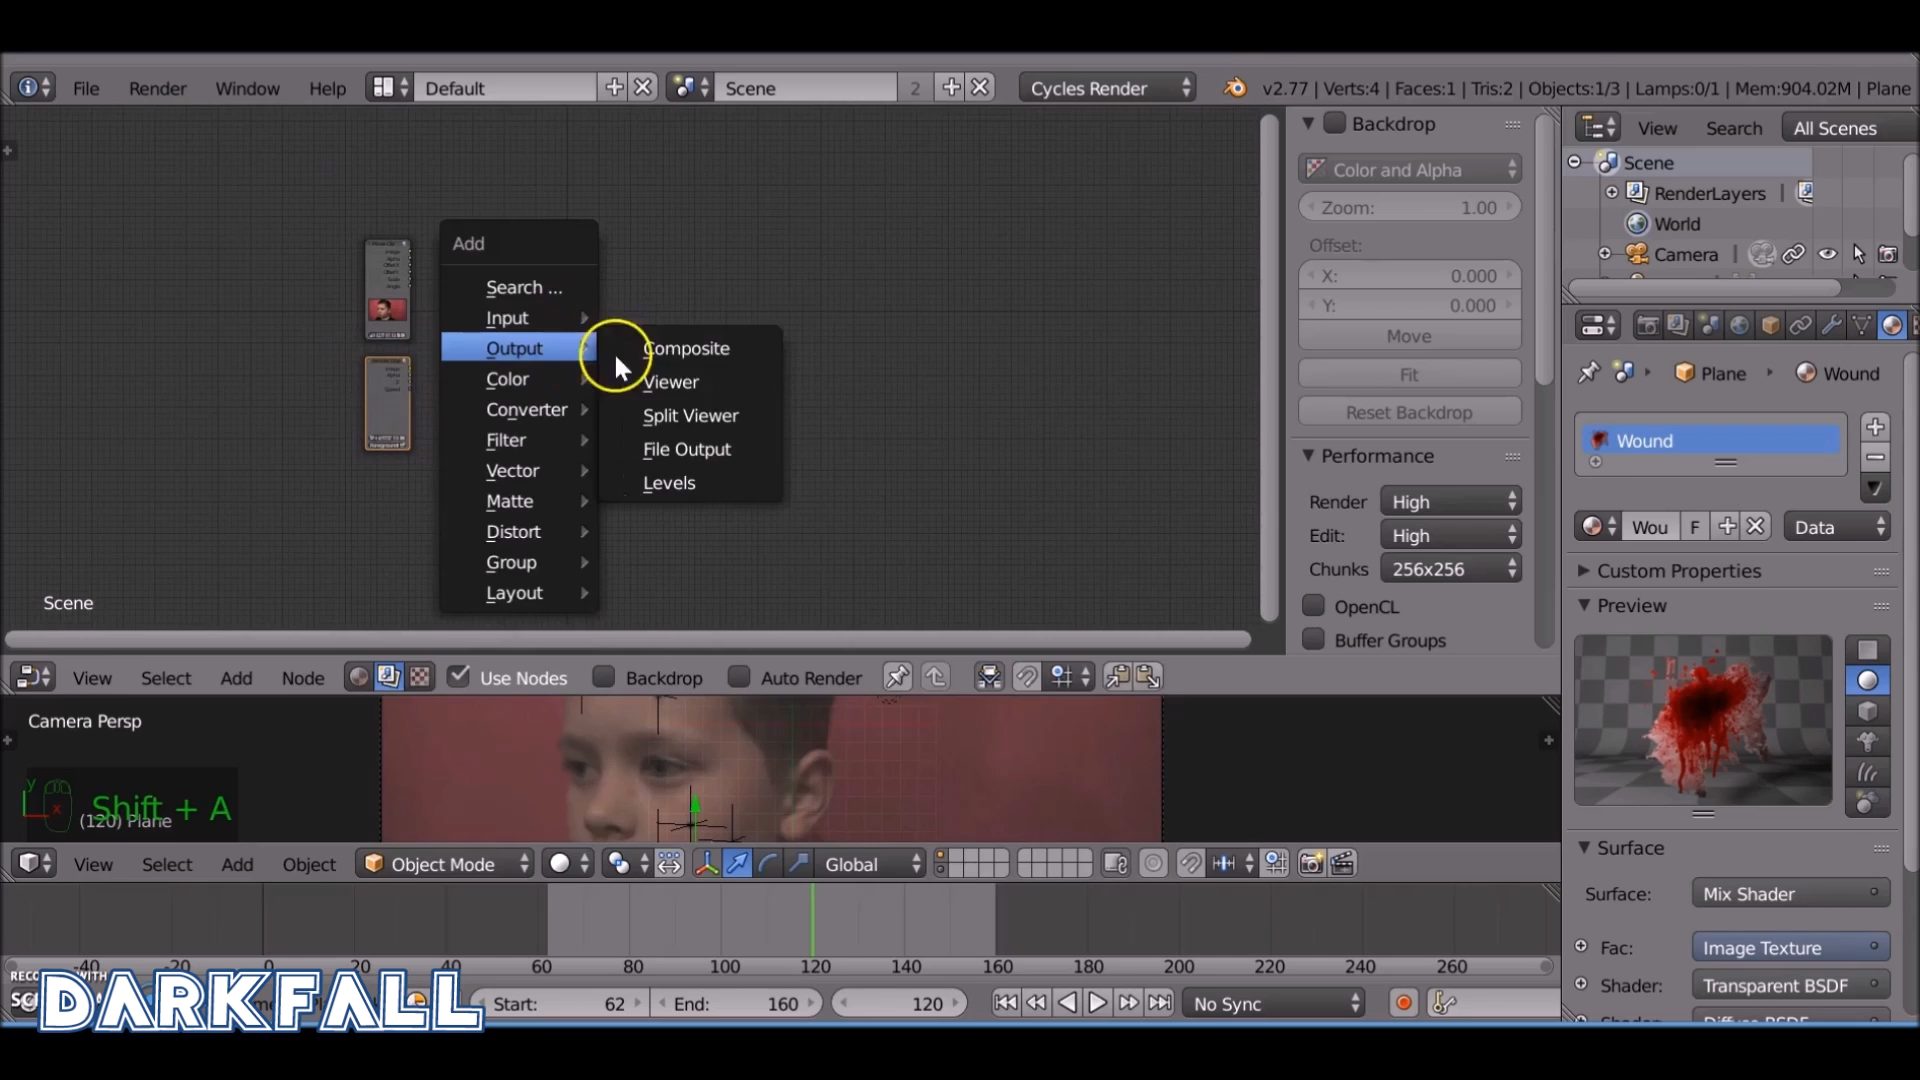 File Render Window Help Default Scene 2 Cycles Render v2.77 | Verts:4 | Faces:1 | Tris:2 | Objects:1/3 | Lamps:0/1 | Mem:904.02M | Plane
Backdrop
Color and Alpha
Zoom: 1.00
Offset:
X: 0.000
Y: 0.000
Move
Fit
Reset Backdrop
Performance
Render High
Edit: High
Chunks 256x256
OpenCL
Buffer Groups
View Search All Scenes
Scene
RenderLayers |
World
Camera
Plane Wound
Wound
Wou F Data
Custom Properties
Preview
Surface
Surface: Mix Shader
Fac: Image Texture
Shader: Transparent BSDF
Add
Search ...
Input
Output
Color
Converter
Filter
Vector
Matte
Distort
Group
Layout
Composite
Viewer
Split Viewer
File Output
Levels
Scene
View Select Add Node Use Nodes Backdrop Auto Render
Camera Persp
Shift + A
(120) Plane
View Select Add Object Object Mode Global
-40 -20 0 20 40 60 80 100 120 140 160 180 200 220 240 260
DARKFALL
Start: 62 End: 160 120 No Sync